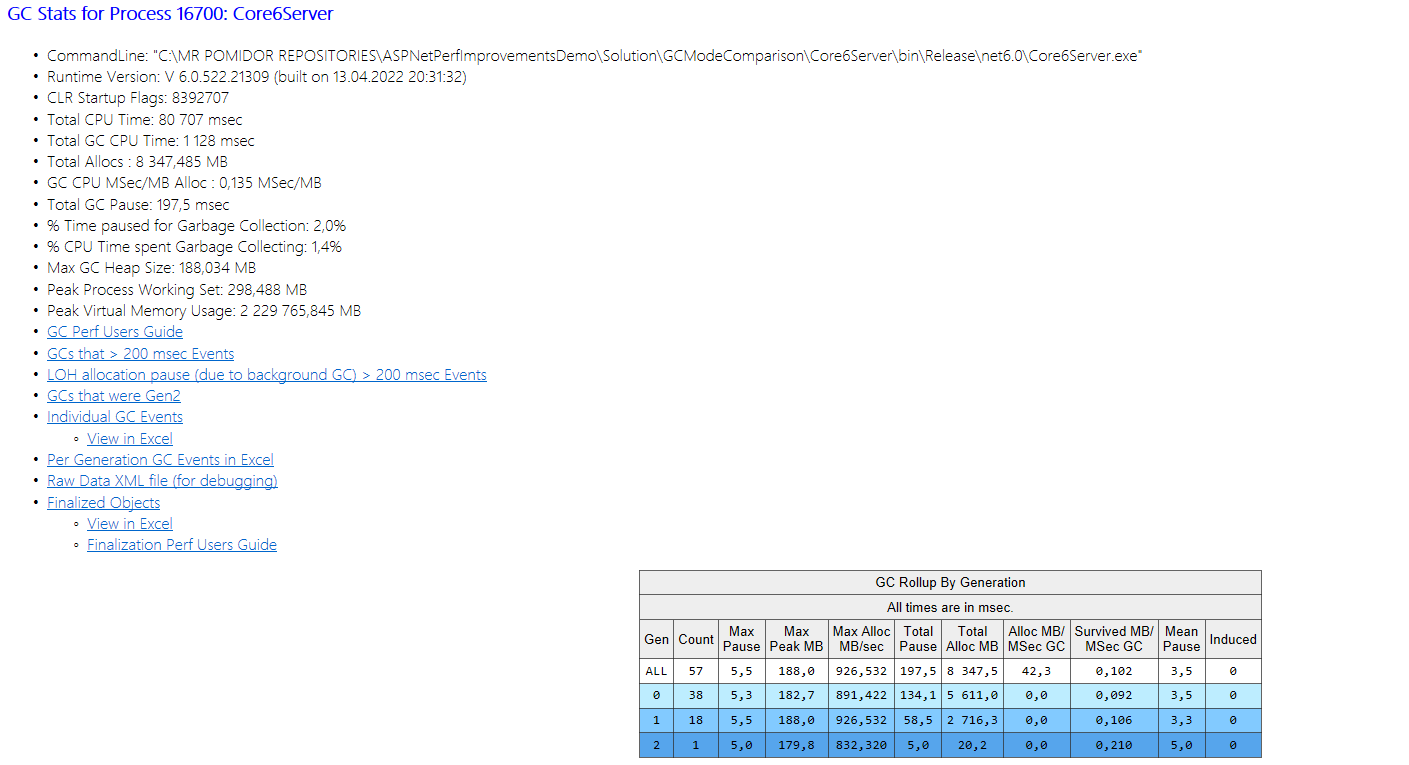 GC Stats for Process 16700: Core6Server
• CommandLine: "C:\MR POMIDOR REPOSITORIES\ASPNetPerfImprovementsDemo\Solution\GCModeComparison\Core6Server\bin\Release\net6.0\Core6Server.exe"
• Runtime Version: V 6.0.522.21309 (built on 13.04.2022 20:31:32)
• CLR Startup Flags: 8392707
• Total CPU Time: 80 707 msec
• Total GC CPU Time: 1 128 msec
• Total Allocs : 8 347,485 MB
• GC CPU MSec/MB Alloc : 0,135 MSec/MB
• Total GC Pause: 197,5 msec
• % Time paused for Garbage Collection: 2,0%
• % CPU Time spent Garbage Collecting: 1,4%
• Max GC Heap Size: 188,034 MB
• Peak Process Working Set: 298,488 MB
• Peak Virtual Memory Usage: 2 229 765,845 MB
• GC Perf Users Guide
• GCs that > 200 msec Events
• LOH allocation pause (due to background GC) > 200 msec Events
• GCs that were Gen2
• Individual GC Events
◦ View in Excel
• Per Generation GC Events in Excel
• Raw Data XML file (for debugging)
• Finalized Objects
◦ View in Excel
◦ Finalization Perf Users Guide
GC Rollup By Generation
All times are in msec.
Gen Count Max Pause Max Peak MB Max Alloc MB/sec Total Pause Total Alloc MB Alloc MB/ MSec GC Survived MB/ MSec GC Mean Pause Induced
ALL 57 5,5 188,0 926,532 197,5 8 347,5 42,3 0,102 3,5 0
0 38 5,3 182,7 891,422 134,1 5 611,0 0,0 0,092 3,5 0
1 18 5,5 188,0 926,532 58,5 2 716,3 0,0 0,106 3,3 0
2 1 5,0 179,8 832,320 5,0 20,2 0,0 0,210 5,0 0